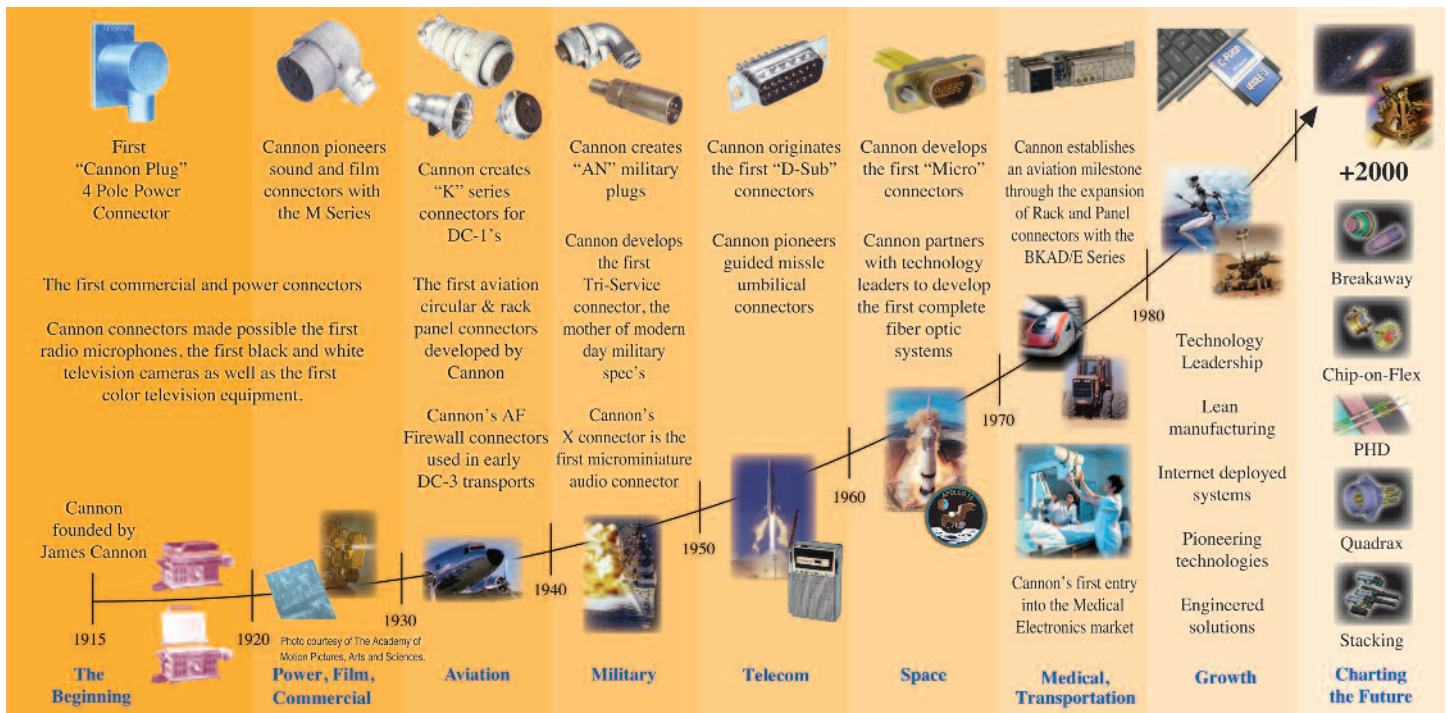 First
“Cannon Plug”
4 Pole Power
Connector
Cannon pioneers
sound and film
connectors with
the M Series
The first commercial and power connectors
Cannon connectors made possible the first
radio microphones, the first black and white
television cameras as well as the first
color television equipment.
Cannon creates
“K” series
connectors for
DC-1’s
The first aviation
circular & rack
panel connectors
developed by
Cannon
Cannon’s AF
Firewall connectors
used in early
DC-3 transports
Cannon creates
“AN” military
plugs
Cannon develops
the first
Tri-Service
connector, the
mother of modern
day military
spec’s
Cannon’s
X connector is the
first microminiature
audio connector
Cannon originates
the first “D-Sub”
connectors
Cannon pioneers
guided missle
umbilical
connectors
Cannon develops
the first “Micro”
connectors
Cannon partners
with technology
leaders to develop
the first complete
fiber optic
systems
Cannon establishes
an aviation milestone
through the expansion
of Rack and Panel
connectors with the
BKAD/E Series
Cannon’s first entry
into the Medical
Electronics market
Technology
Leadership
Lean
manufacturing
Internet deployed
systems
Pioneering
technologies
Engineered
solutions
+2000
Breakaway
Chip-on-Flex
PHD
Quadrax
Stacking
Cannon
founded by
James Cannon
1915
1920
1930
1940
1950
1960
1970
1980
APOLLO 11
Photo courtesy of The Academy of
Motion Pictures, Arts and Sciences.
The
Beginning
Power, Film,
Commercial
Aviation
Military
Telecom
Space
Medical,
Transportation
Growth
Charting
the Future